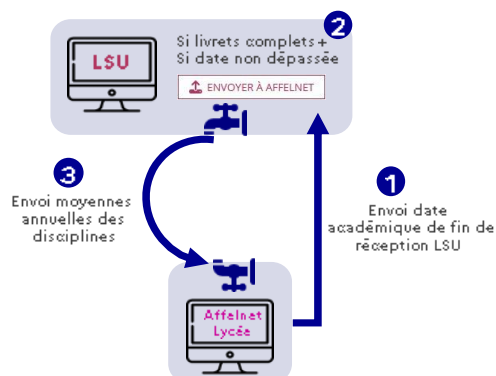 2
LSU
Si livrets complets +
Si date non dépassée
ENVOYER À AFFELNET
3
Envoi moyennes
annuelles des
disciplines
1
Envoi date
académique de fin de
réception LSU
Affelnet
Lycée